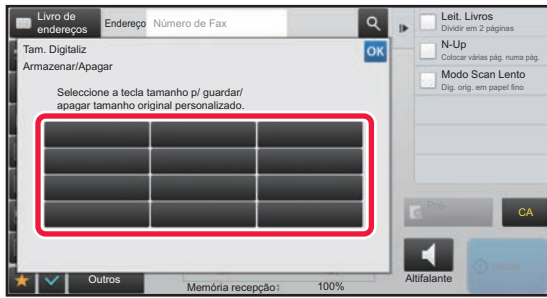 Livro de
endereços
Endereço
Número de Fax
Tam. Digitaliz
OK
Armazenar/Apagar
Seleccione a tecla tamanho p/ guardar/
apagar tamanho original personalizado.
Leit. Livros
Dividir em 2 páginas
N-Up
Colocar várias pág. numa pág.
Modo Scan Lento
Dig. orig. em papel fino
CA
Altifalante
Outros
Memória recepção: 100%